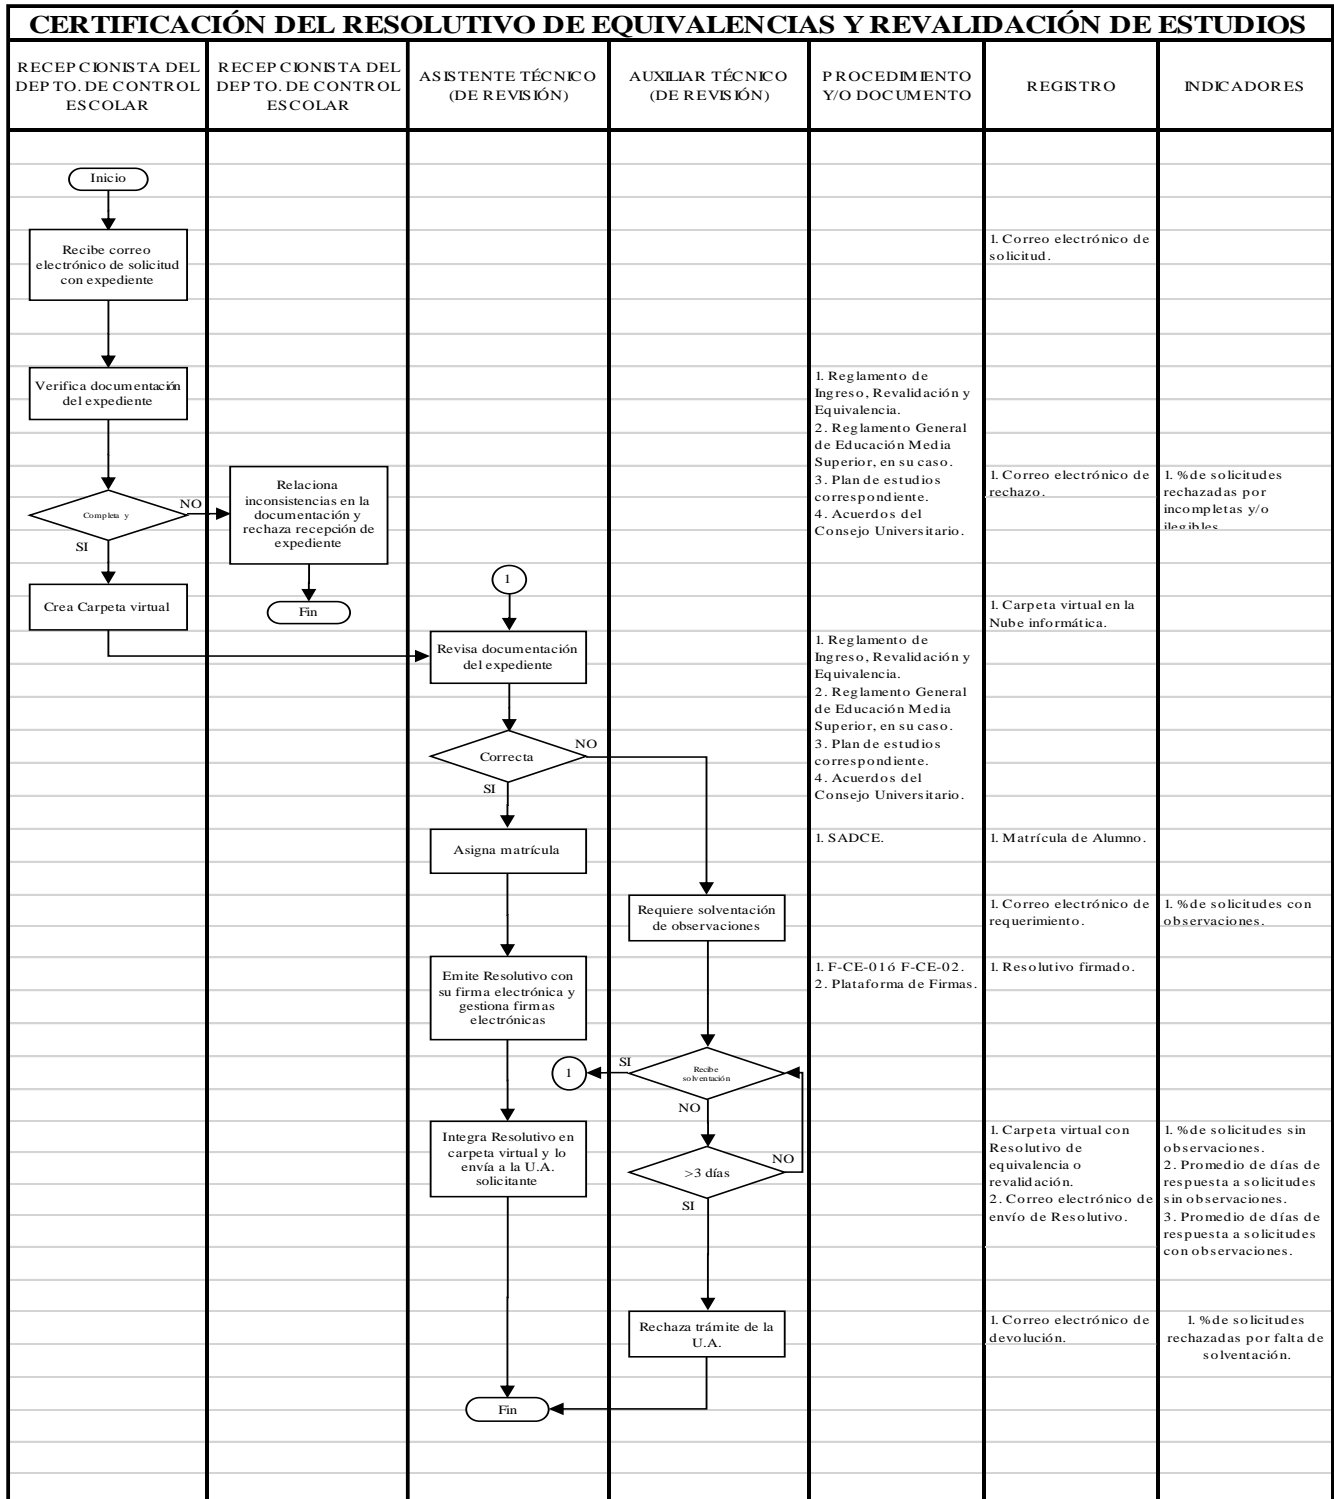 CERTIFICACIÓN DEL RESOLUTIVO DE EQUIVALENCIAS Y REVALIDACIÓN DE ESTUDIOS
RECEPCIONISTA DEL
DEPTO. DE CONTROL
ESCOLAR
RECEPCIONISTA DEL
DEPTO. DE CONTROL
ESCOLAR
ASISTENTE TÉCNICO
(DE REVISIÓN)
AUXILIAR TÉCNICO
(DE REVISIÓN)
PROCEDIMIENTO
Y/O DOCUMENTO
REGISTRO
INDICADORES
Inicio
Recibe correo
electrónico de solicitud
con expediente
1. Correo electrónico de
solicitud.
Verifica documentación
del expediente
1. Reglamento de
Ingreso, Revalidación y
Equivalencia.
2. Reglamento General
de Educación Media
Superior, en su caso.
3. Plan de estudios
correspondiente.
4. Acuerdos del
Consejo Universitario.
Completa y
NO
SI
Relaciona
inconsistencias en la
documentación y
rechaza recepción de
expediente
1. Correo electrónico de
rechazo.
1. % de solicitudes
rechazadas por
incompletas y/o
ilegibles
Crea Carpeta virtual
Fin
1
1. Carpeta virtual en la
Nube informática.
Revisa documentación
del expediente
1. Reglamento de
Ingreso, Revalidación y
Equivalencia.
2. Reglamento General
de Educación Media
Superior, en su caso.
3. Plan de estudios
correspondiente.
4. Acuerdos del
Consejo Universitario.
Correcta
NO
SI
Asigna matrícula
1. SADCE.
1. Matrícula de Alumno.
Requiere solventación
de observaciones
1. Correo electrónico de
requerimiento.
1. % de solicitudes con
observaciones.
Emite Resolutivo con
su firma electrónica y
gestiona firmas
electrónicas
1. F-CE-01 ó F-CE-02.
2. Plataforma de Firmas.
1. Resolutivo firmado.
1
SI
Recibe
solventación
NO
Integra Resolutivo en
carpeta virtual y lo
envía a la U.A.
solicitante
>3 días
NO
SI
1. Carpeta virtual con
Resolutivo de
equivalencia o
revalidación.
2. Correo electrónico de
envío de Resolutivo.
1. % de solicitudes sin
observaciones.
2. Promedio de días de
respuesta a solicitudes
sin observaciones.
3. Promedio de días de
respuesta a solicitudes
con observaciones.
Rechaza trámite de la
U.A.
1. Correo electrónico de
devolución.
1. % de solicitudes
rechazadas por falta de
solventación.
Fin